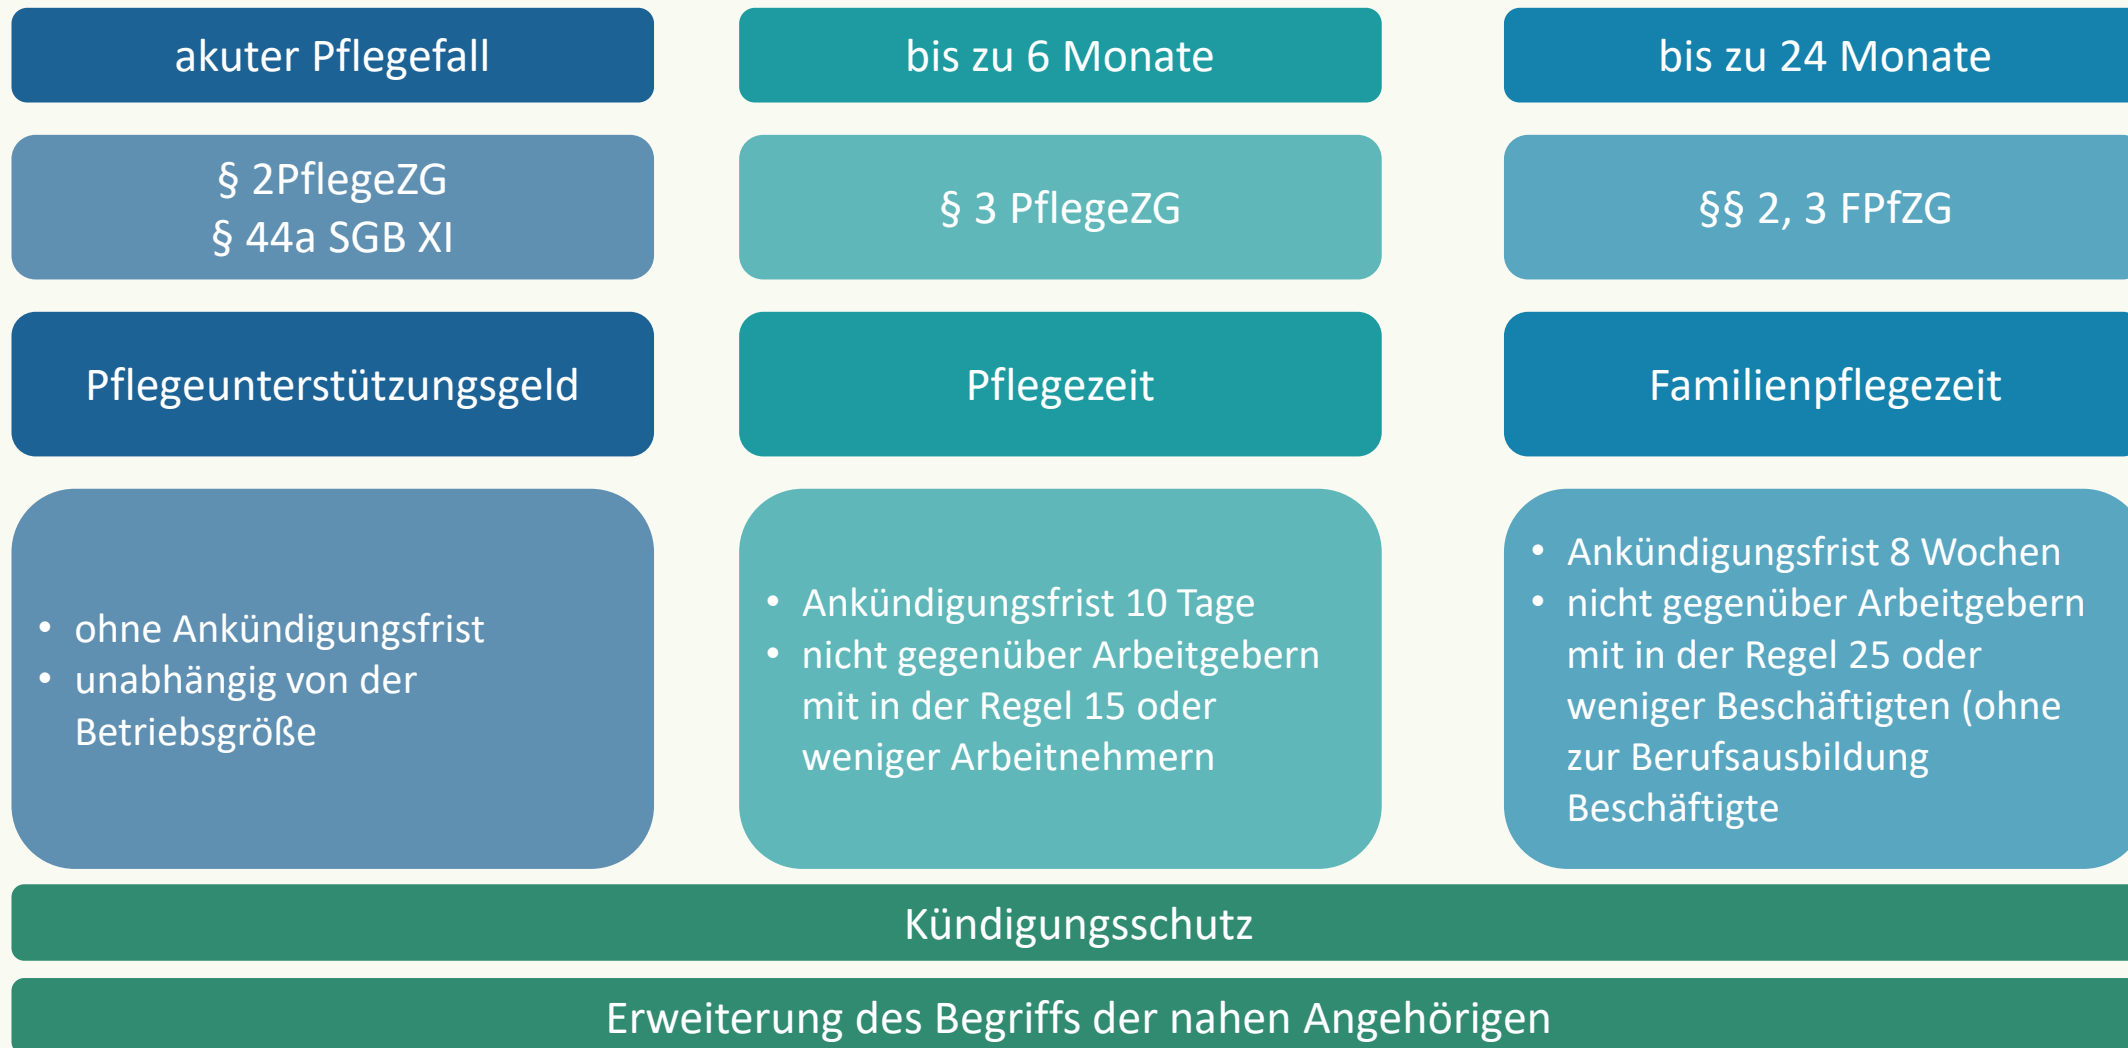 akuter Pflegefall
bis zu 6 Monate
bis zu 24 Monate
§ 2PflegeZG
§ 44a SGB XI
§ 3 PflegeZG
§§ 2, 3 FPfZG
Pflegeunterstützungsgeld
Pflegezeit
Familienpflegezeit
• ohne Ankündigungsfrist
• unabhängig von der
Betriebsgröße
• Ankündigungsfrist 10 Tage
• nicht gegenüber Arbeitgebern
mit in der Regel 15 oder
weniger Arbeitnehmern
• Ankündigungsfrist 8 Wochen
• nicht gegenüber Arbeitgebern
mit in der Regel 25 oder
weniger Beschäftigten (ohne
zur Berufsausbildung
Beschäftigte
Kündigungsschutz
Erweiterung des Begriffs der nahen Angehörigen